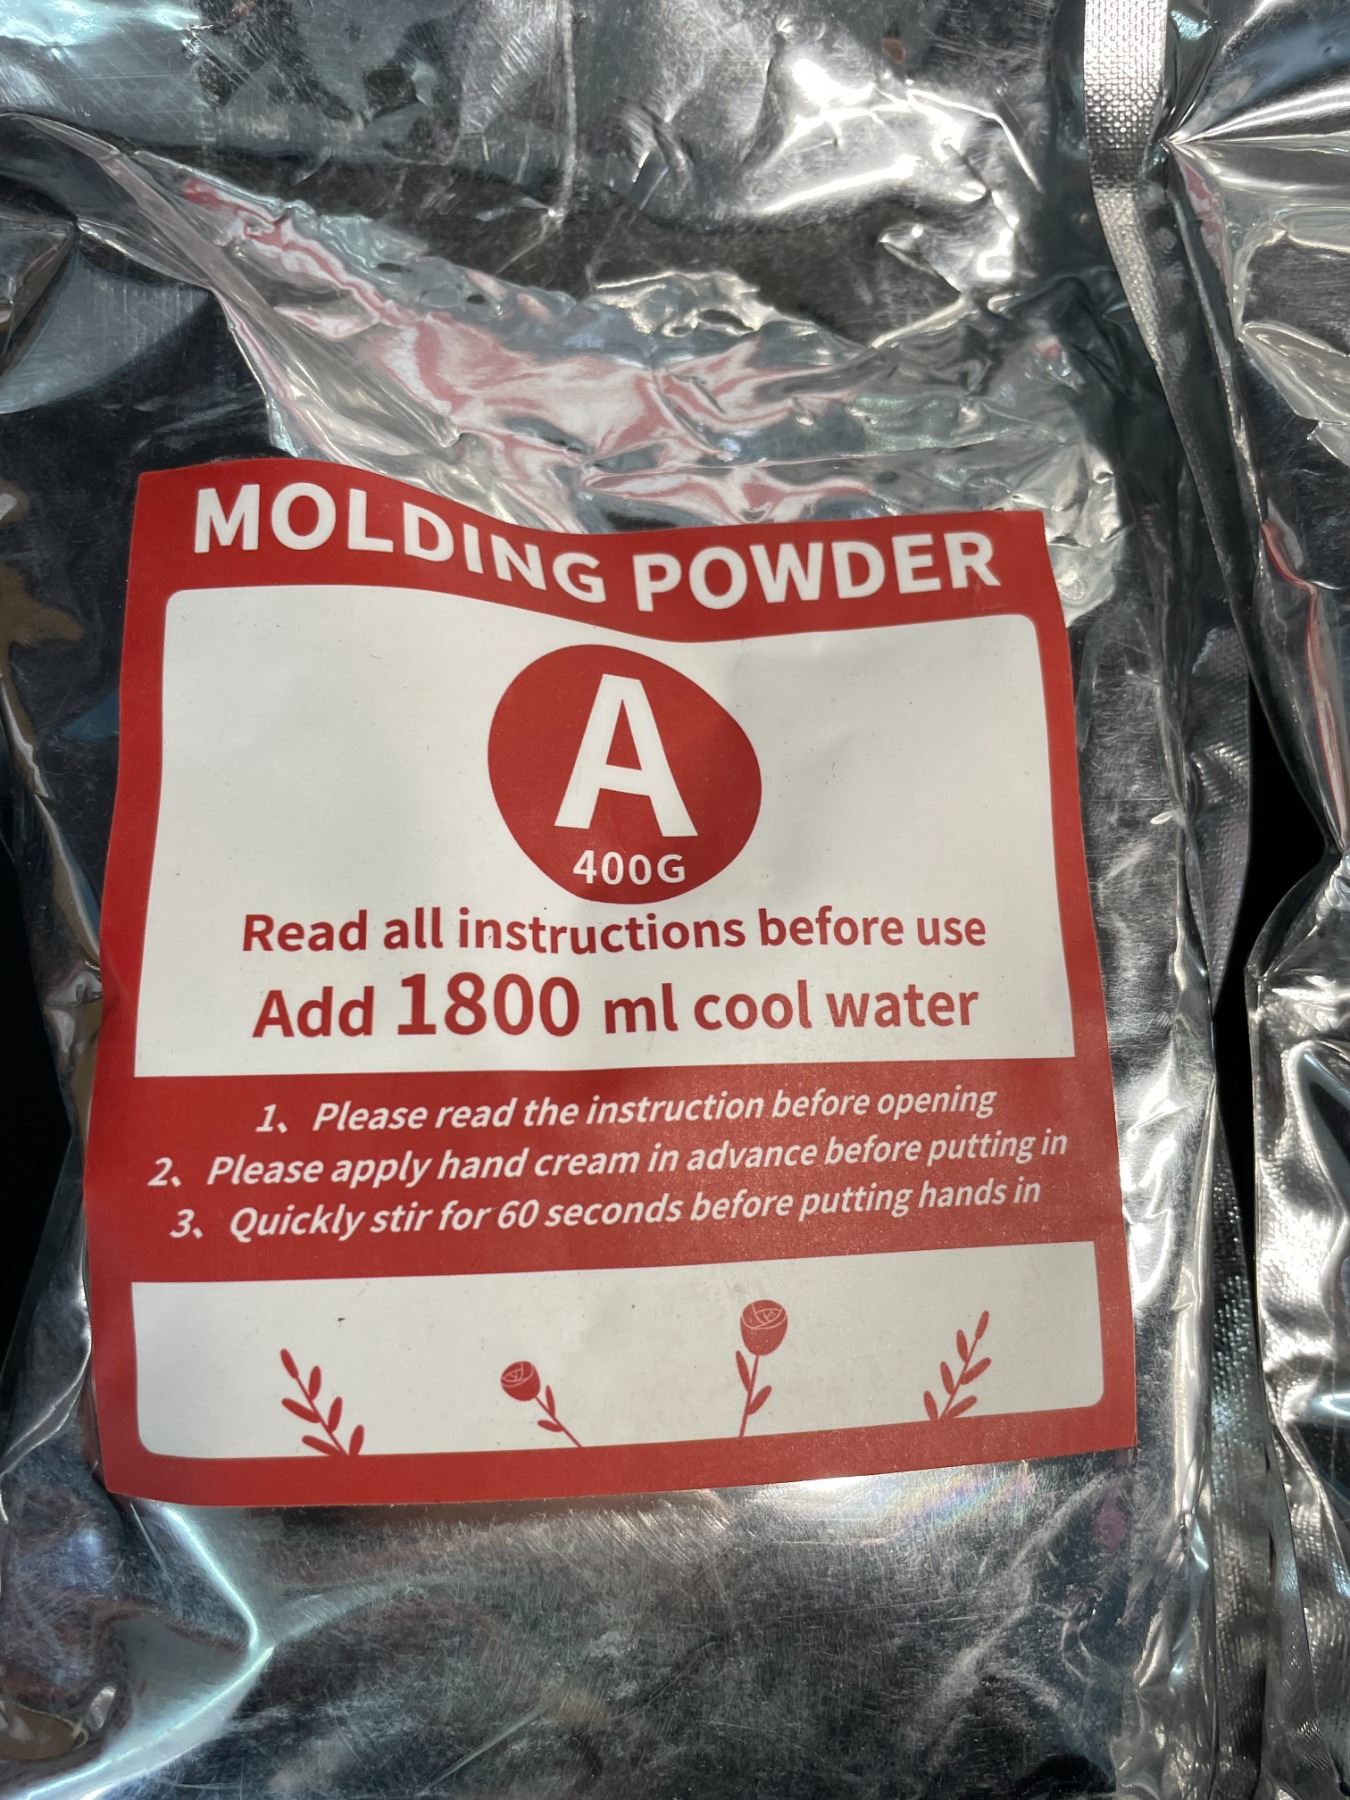 MOLDING POWDER
A
400G
Read all instructions before use
Add 1800 ml cool water
1、 Please read the instruction before opening
2、 Please apply hand cream in advance before putting in
3、 Quickly stir for 60 seconds before putting hands in